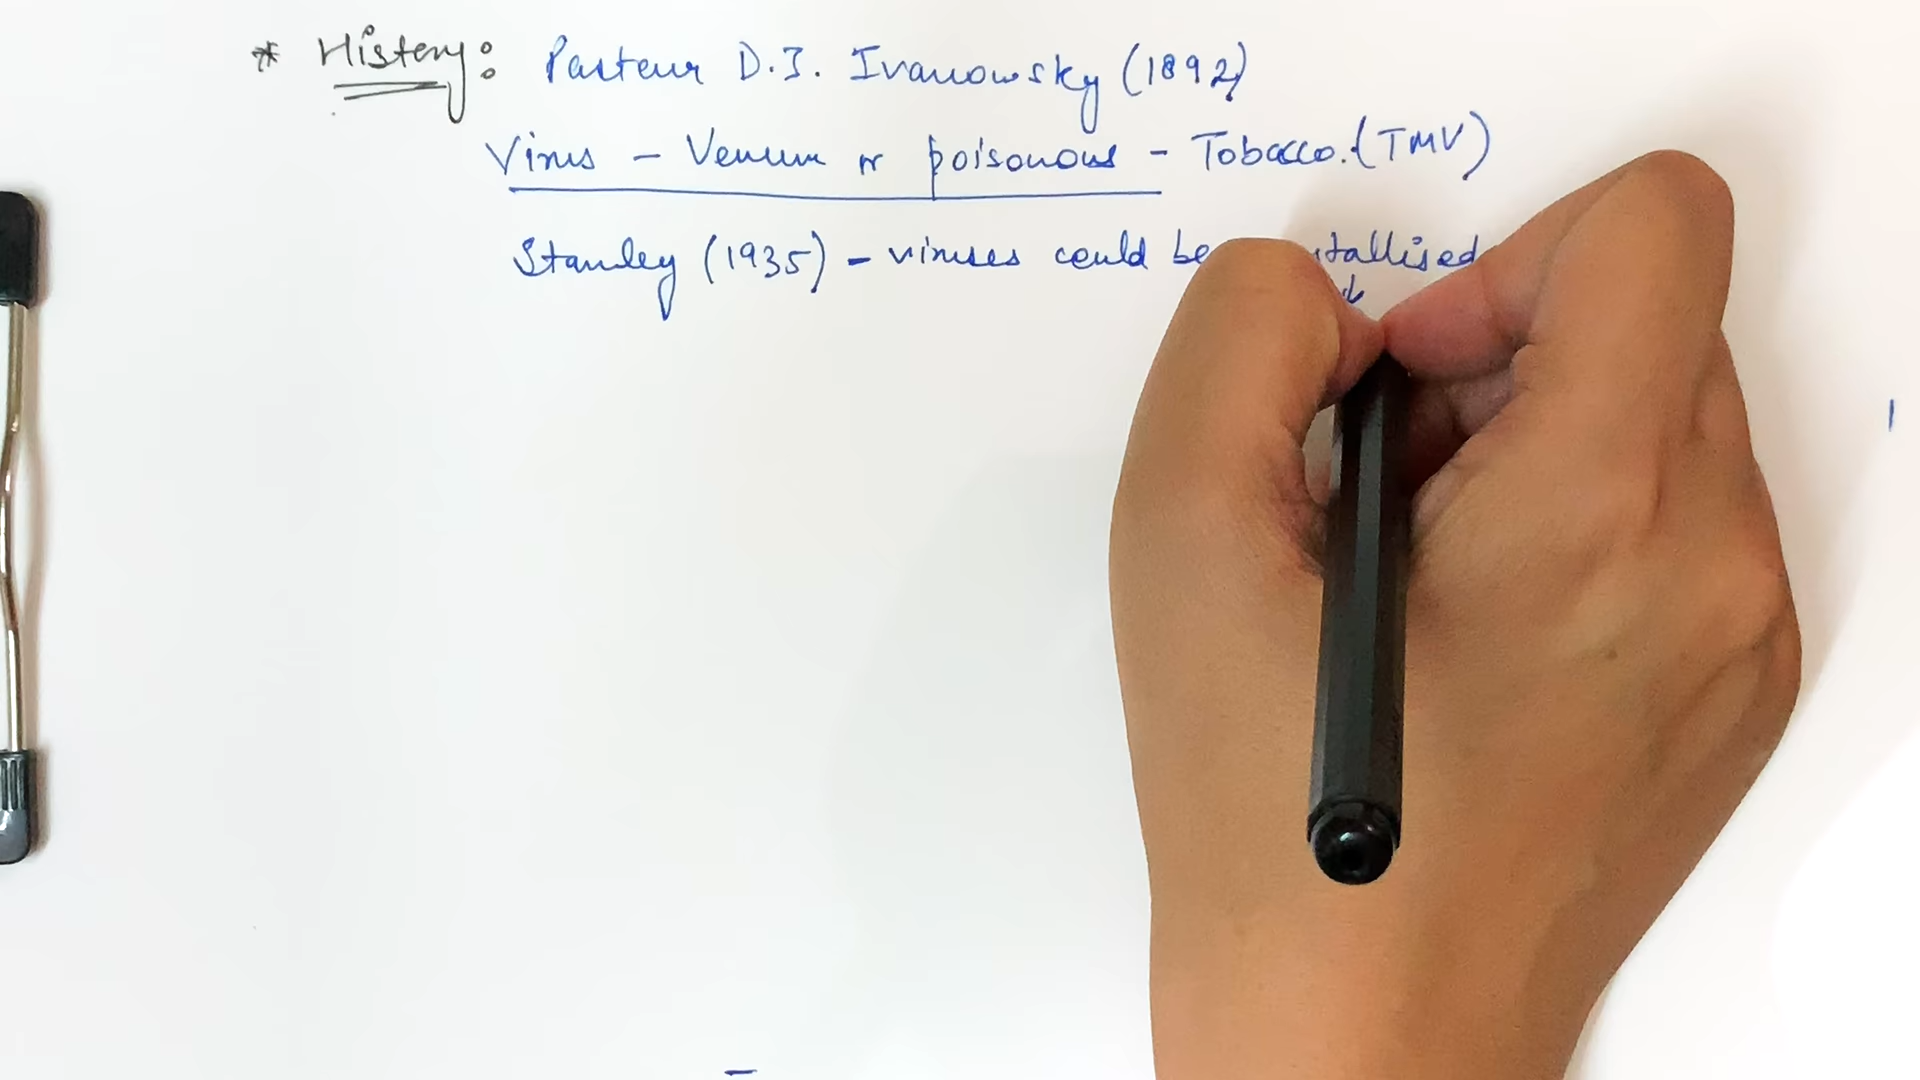 * History: Pasteur D.J. Ivanowsky (1892)
Virus - Venum or poisonous - Tobacco. (TMV)
Stanley (1935) - viruses could be